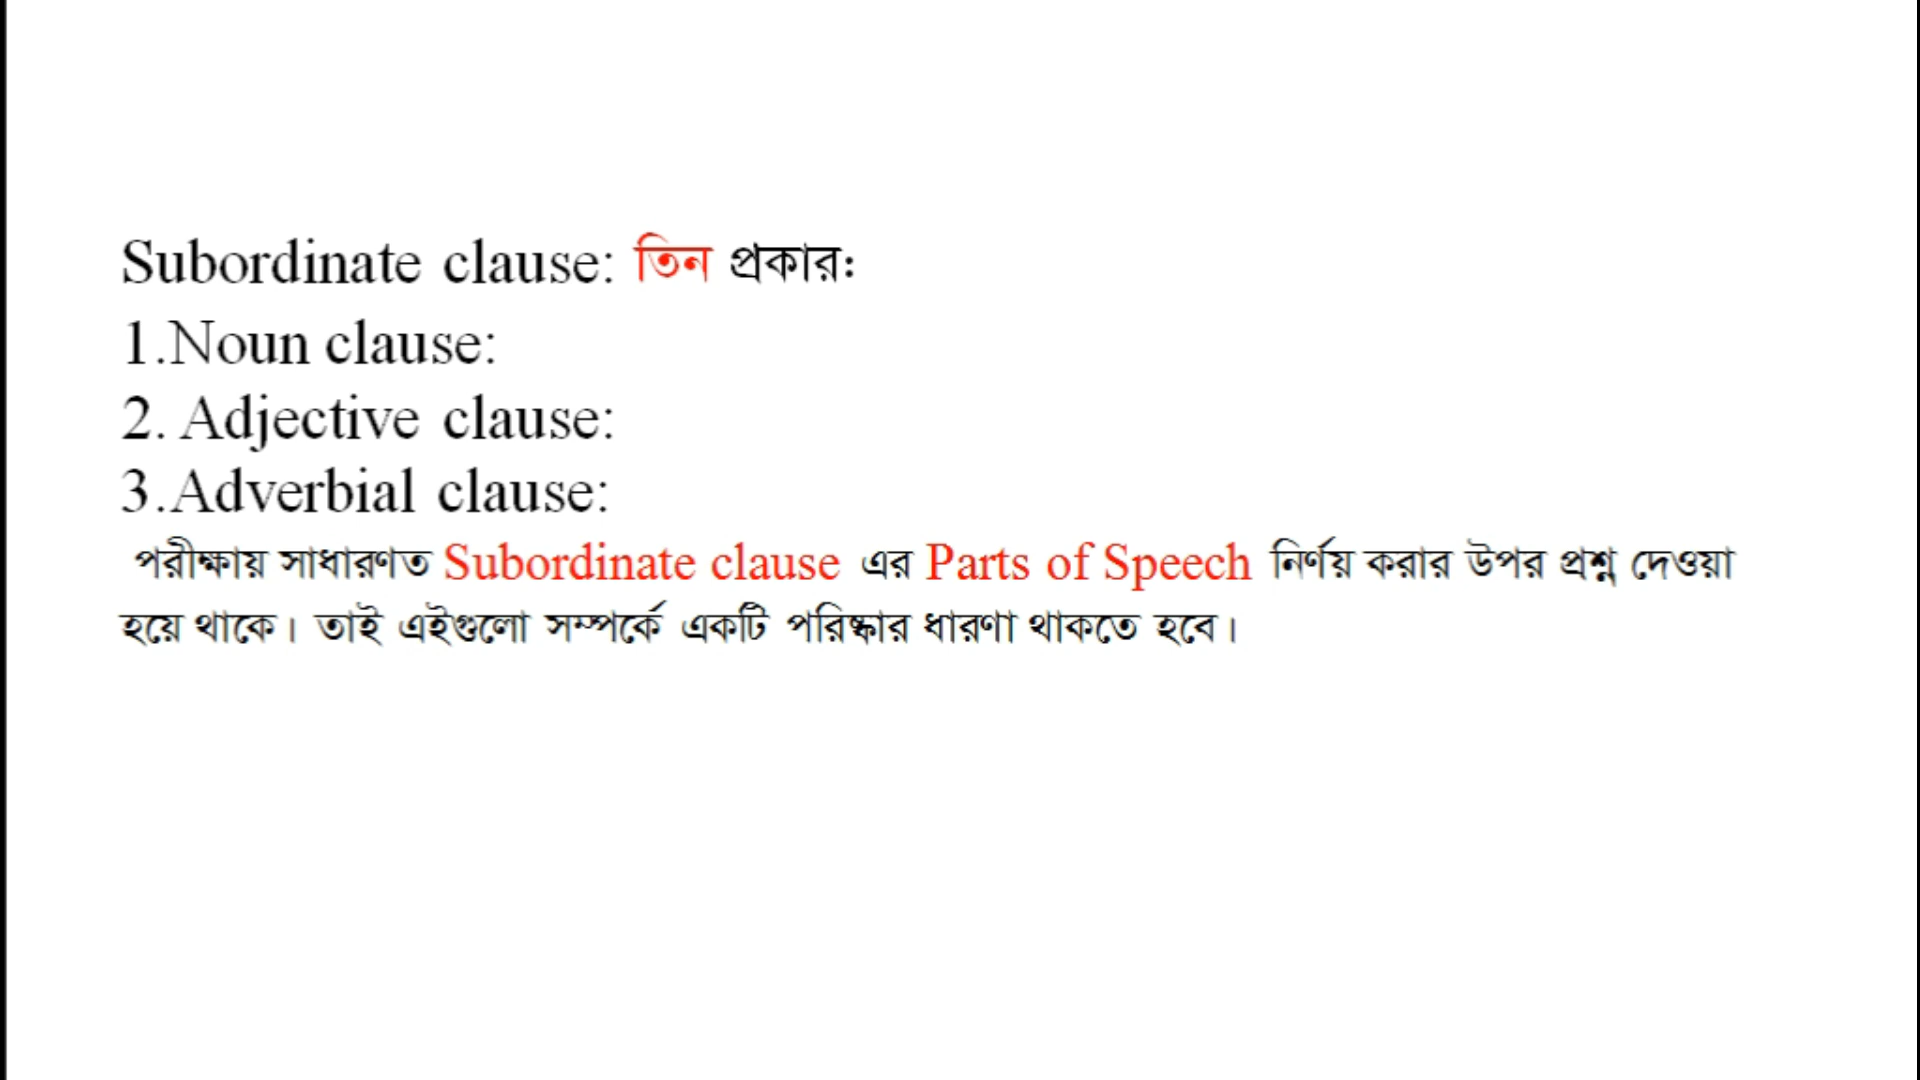 Subordinate clause: তিন প্রকারঃ
1.Noun clause:
2. Adjective clause:
3.Adverbial clause:
পরীক্ষায় সাধারণত Subordinate clause এর Parts of Speech নির্ণয় করার উপর প্রশ্ন দেওয়া
হয়ে থাকে। তাই এইগুলো সম্পর্কে একটি পরিষ্কার ধারণা থাকতে হবে।